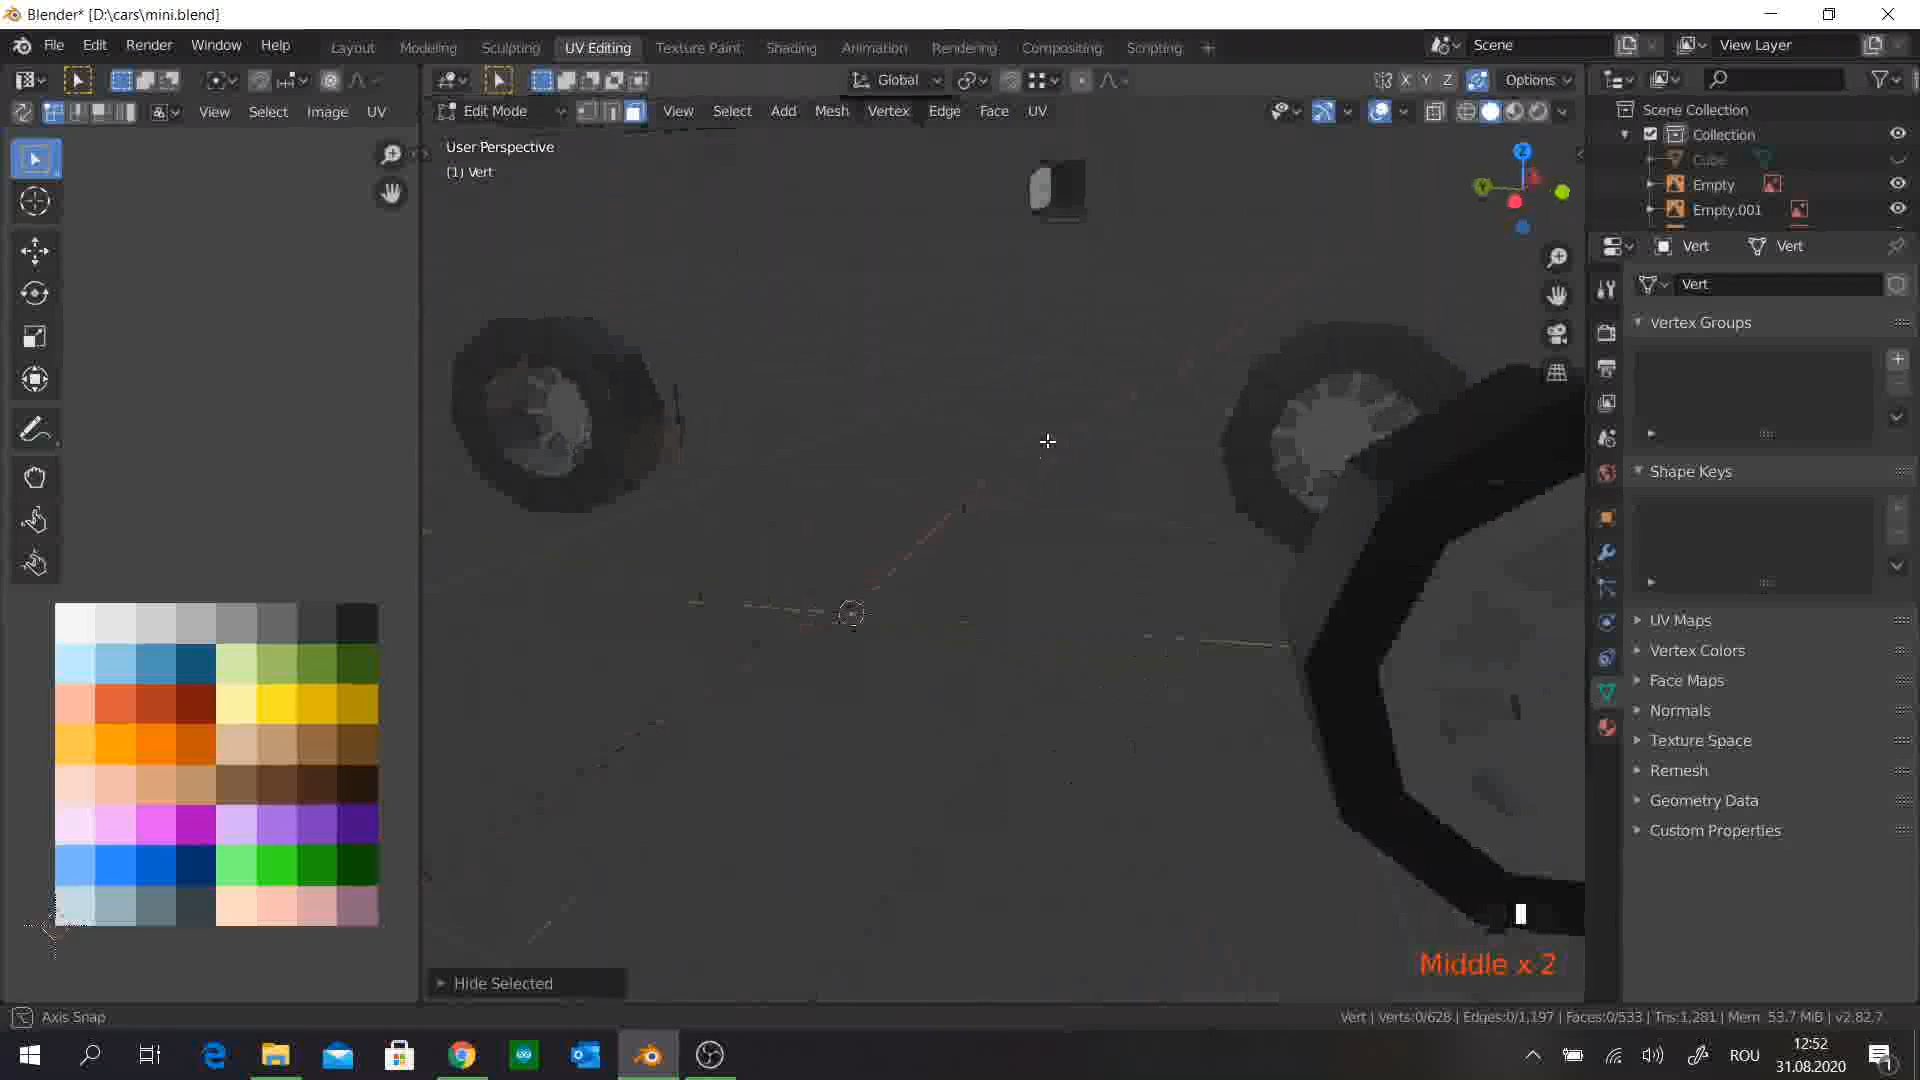 Blender* [D:\cars\mini.blend]
File Edit Render Window Help
Layout Modeling Sculpting UV Editing Texture Paint Shading Animation Rendering Compositing Scripting
Scene
View Layer
Global
X Y Z
Options
View Select Image UV
Edit Mode
View Select Add Mesh Vertex Edge Face UV
User Perspective
(1) Vert
Z
Y
Scene Collection
Collection
Cube
Empty
Empty.001
Vert
Vert
Vert
Vertex Groups
Shape Keys
UV Maps
Vertex Colors
Face Maps
Normals
Texture Space
Remesh
Geometry Data
Custom Properties
Middle x 2
Hide Selected
Axis Snap
Vert | Verts:0/628 | Edges:0/1,197 | Faces:0/533 | Tris:1,281 | Mem: 53.7 MiB | v2.82.7
ROU
12:52
31.08.2020
1